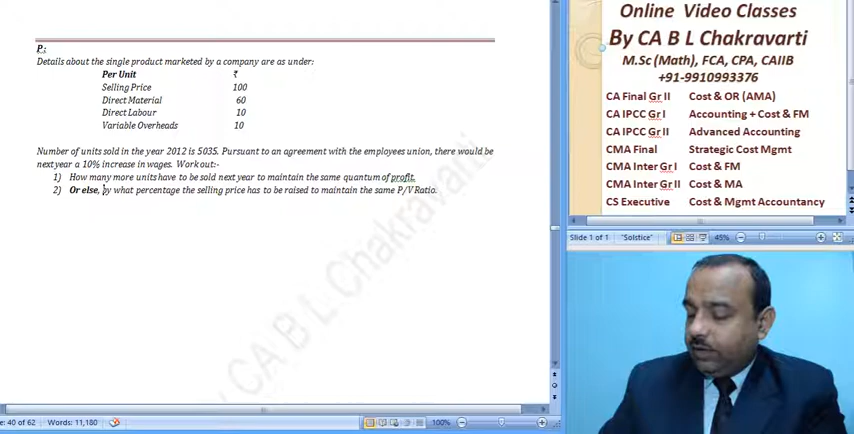 P;
Details about the single product marketed by a company are as under:
Per Unit ₹
Selling Price 100
Direct Material 60
Direct Labour 10
Variable Overheads 10
Number of units sold in the year 2012 is 5035. Pursuant to an agreement with the employees union, there would be
next year a 10% increase in wages. Work out:-
1) How many more units have to be sold next year to maintain the same quantum of profit.
2) Or else, by what percentage the selling price has to be raised to maintain the same P/V Ratio.
CA B L Chakravarti
e: 40 of 62 Words: 11,180 100%
Online Video Classes
By CA B L Chakravarti
M.Sc (Math), FCA, CPA, CAIIB
+91-9910993376
CA Final Gr II Cost & OR (AMA)
CA IPCC Gr I Accounting + Cost & FM
CA IPCC Gr II Advanced Accounting
CMA Final Strategic Cost Mgmt
CMA Inter Gr I Cost & FM
CMA Inter Gr II Cost & MA
CS Executive Cost & Mgmt Accountancy
Slide 1 of 1 "Solstice" 45%